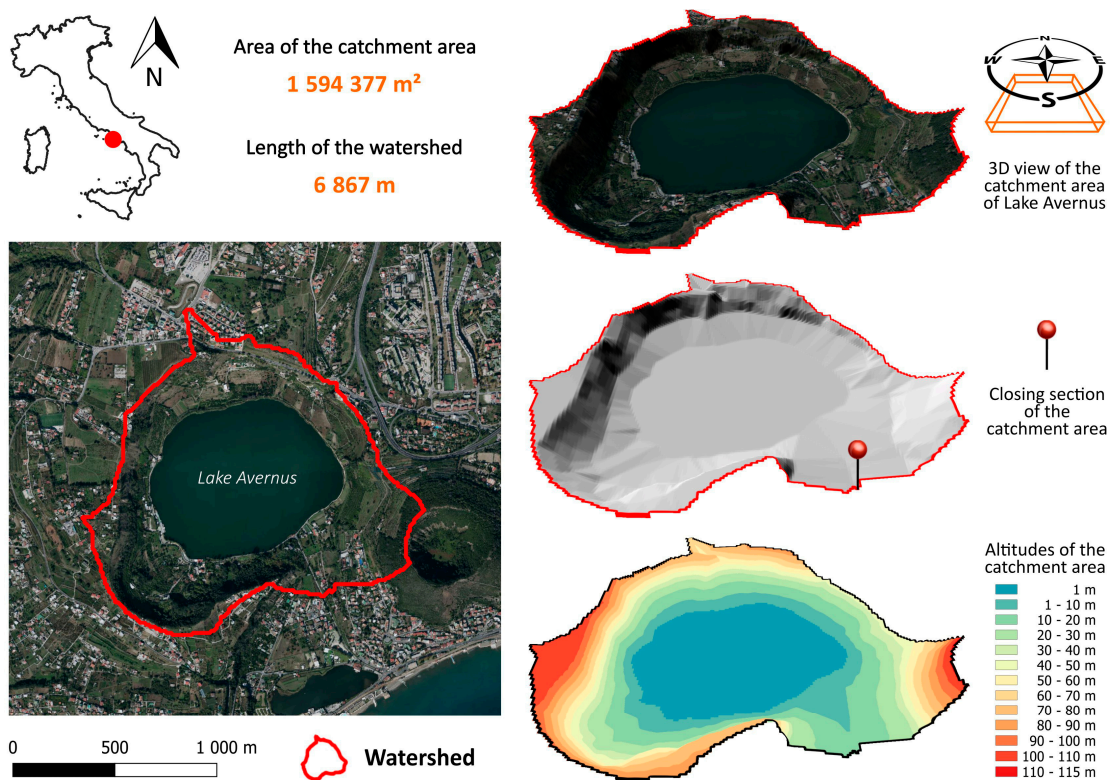 N
Area of the catchment area
1 594 377 m²
Length of the watershed
6 867 m
Lake Avernus
0 500 1 000 m
Watershed
N
W E
S
3D view of the
catchment area
of Lake Avernus
Closing section
of the
catchment area
Altitudes of the
catchment area
1 m
1 - 10 m
10 - 20 m
20 - 30 m
30 - 40 m
40 - 50 m
50 - 60 m
60 - 70 m
70 - 80 m
80 - 90 m
90 - 100 m
100 - 110 m
110 - 115 m